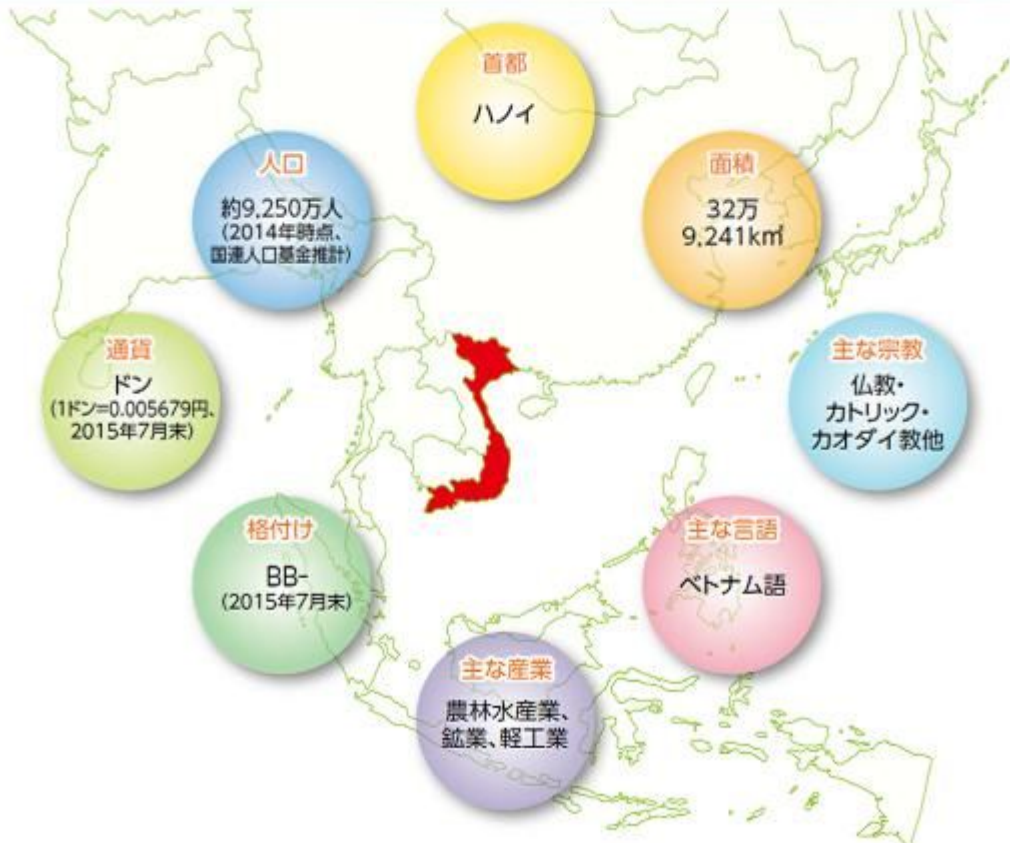 首都
ハノイ
人口
約9,250万人
(2014年時点、
国連人口基金推計)
面積
32万
9,241k㎡
通貨
ドン
(1ドン=0.005679円、
2015年7月末)
主な宗教
仏教・
カトリック・
カオダイ教他
格付け
BB-
(2015年7月末)
主な言語
ベトナム語
主な産業
農林水産業、
鉱業、軽工業